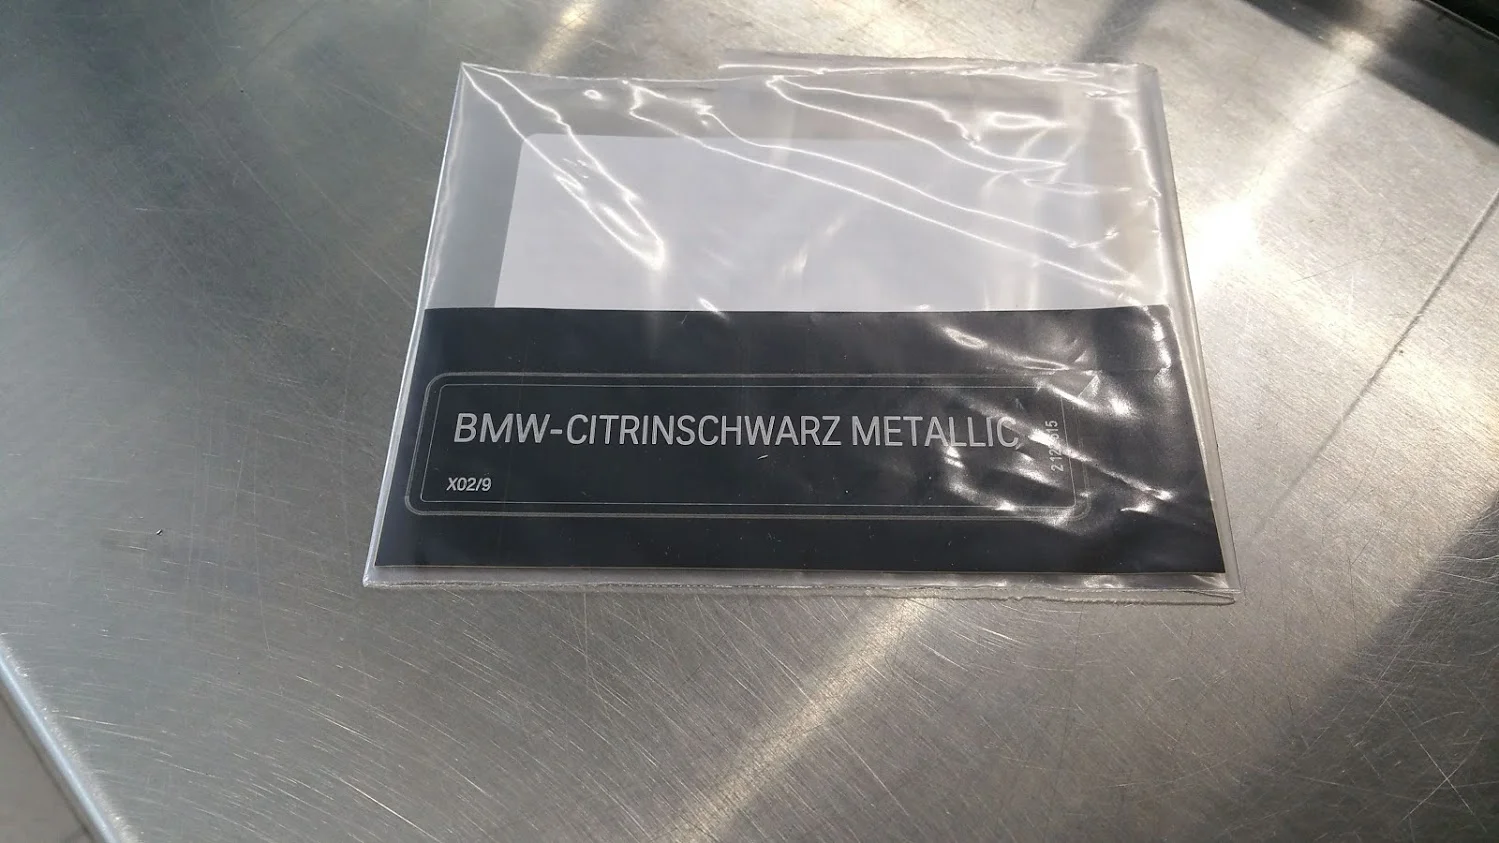 BMW-CITRINSCHWARZ METALLIC
X02/9